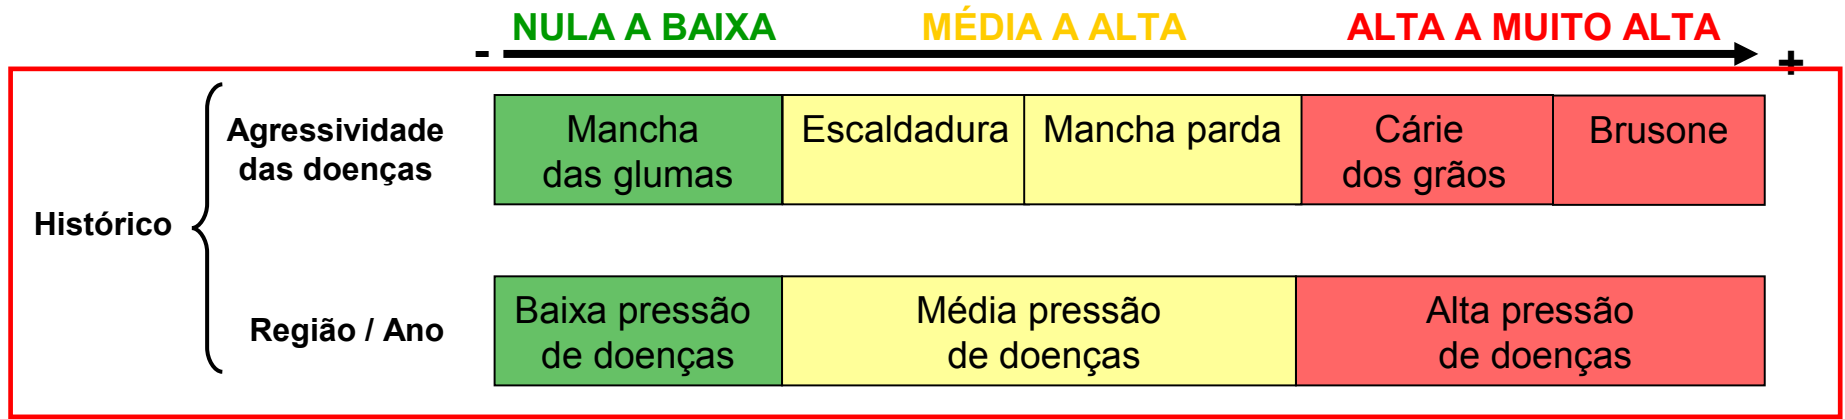 NULA A BAIXA MÉDIA A ALTA ALTA A MUITO ALTA
- +
Agressividade
das doenças
Mancha
das glumas
Escaldadura
Mancha parda
Cárie
dos grãos
Brusone
Histórico
Região / Ano
Baixa pressão
de doenças
Média pressão
de doenças
Alta pressão
de doenças